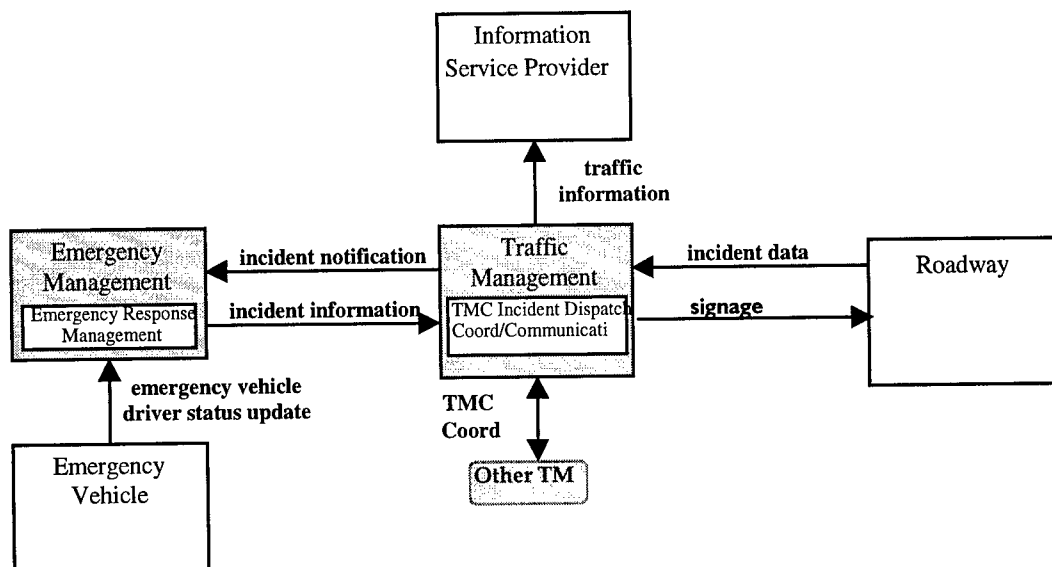 Information
Service Provider
traffic
information
Emergency
Management
Emergency Response
Management
incident notification
incident information
Traffic
Management
TMC Incident Dispatch
Coord/Communicati
incident data
signage
Roadway
emergency vehicle
driver status update
TMC
Coord
Other TM
Emergency
Vehicle